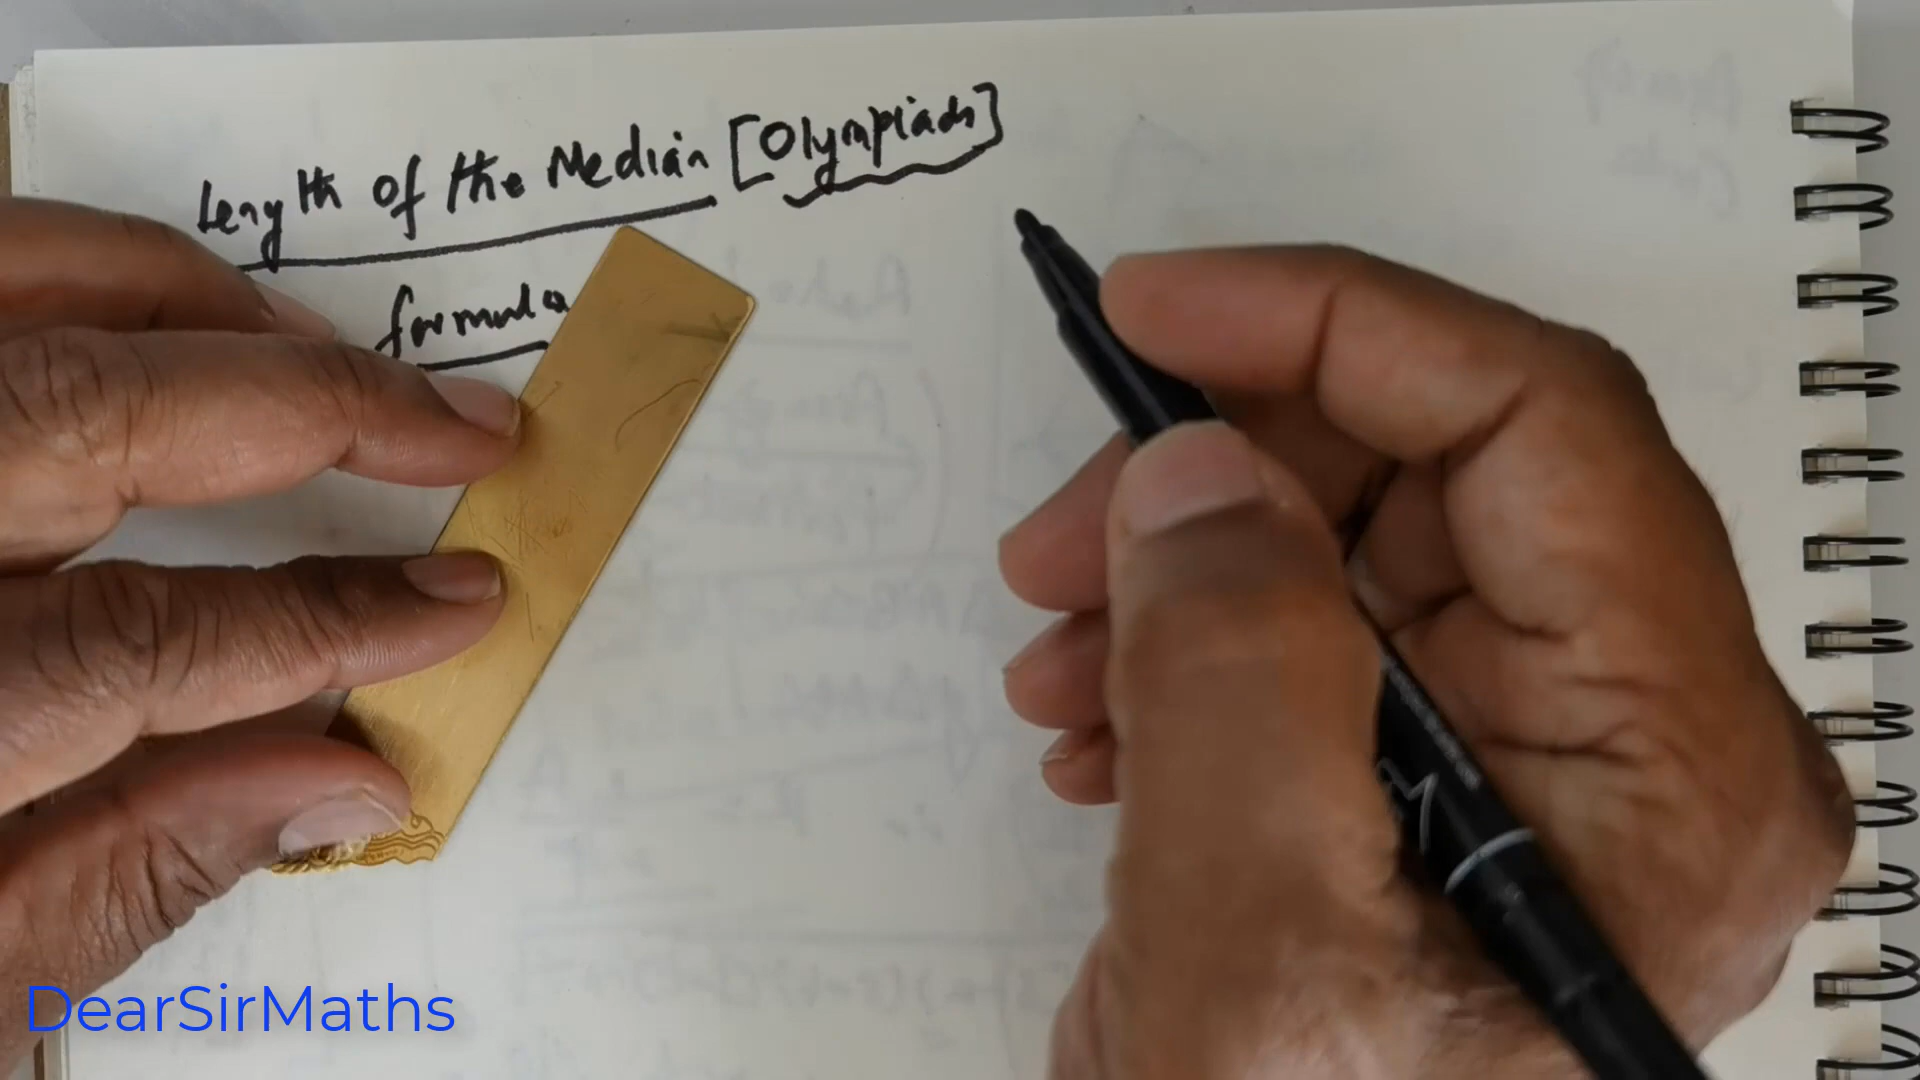 Length of the Median [Olympiads]
formula
DearSirMaths